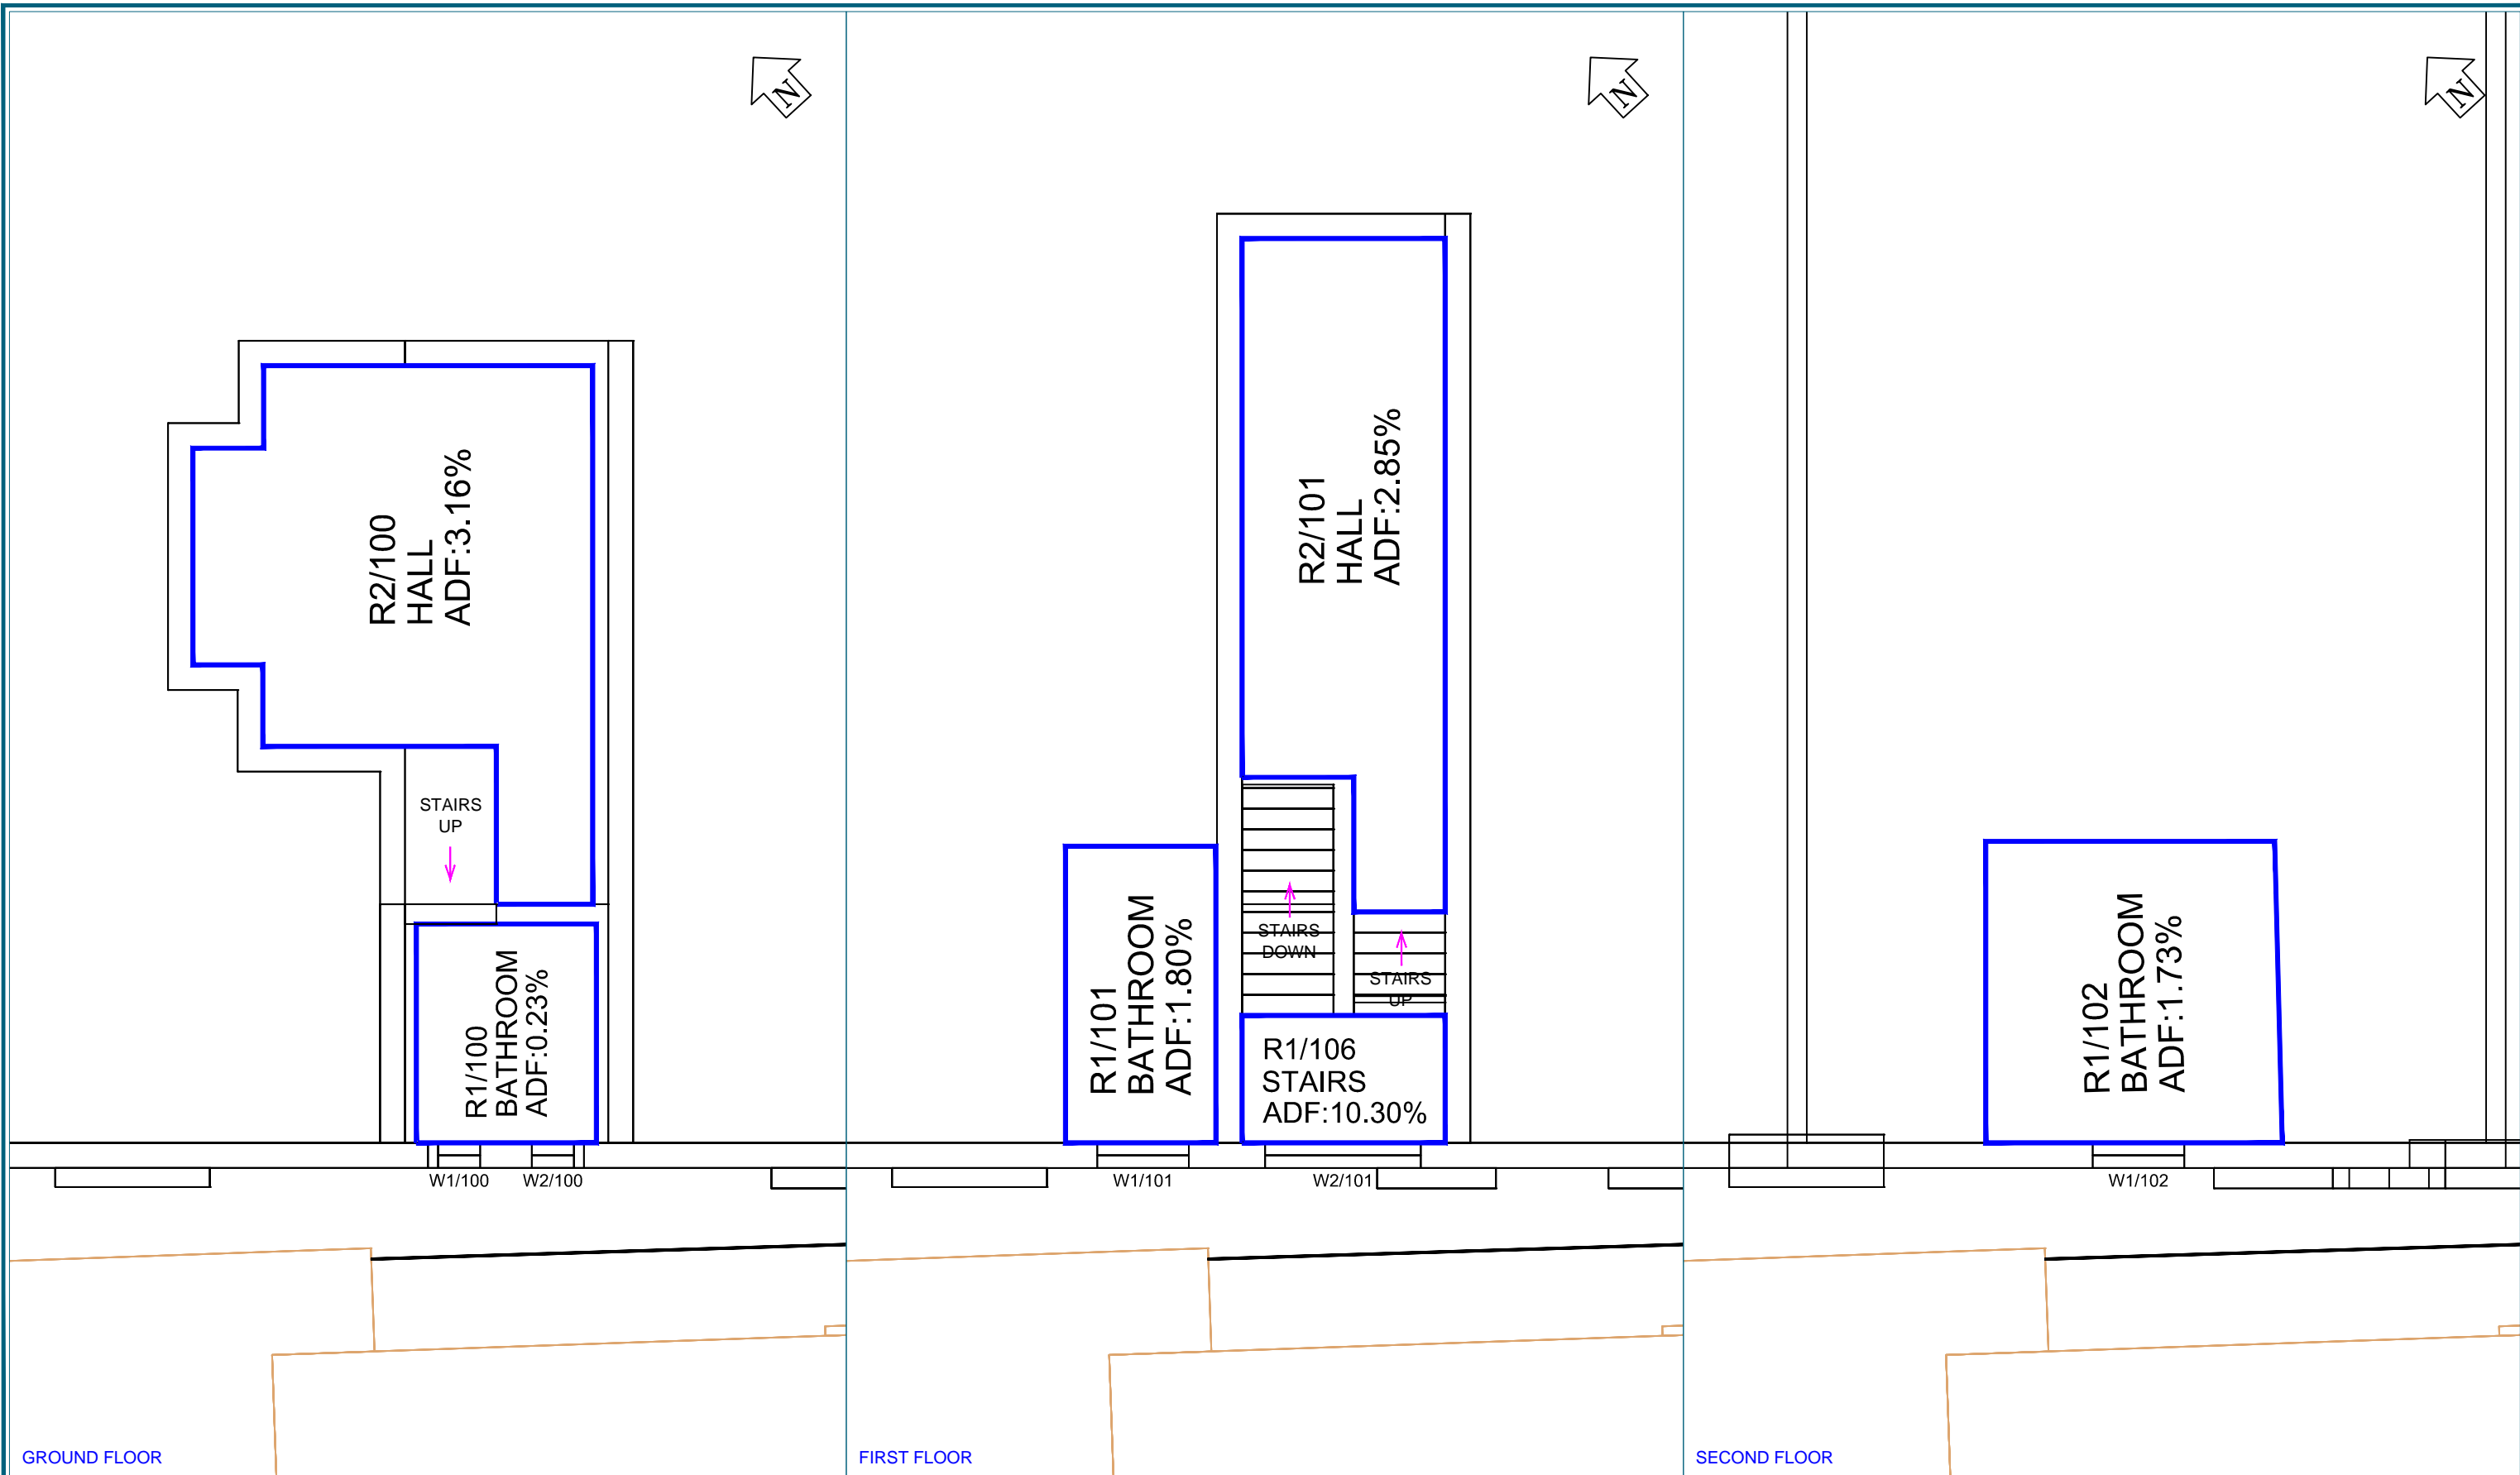 N
R2/100
HALL
ADF:3.16%
STAIRS
UP
R1/100
BATHROOM
ADF:0.23%
W1/100
W2/100
GROUND FLOOR
N
R2/101
HALL
ADF:2.85%
STAIRS
DOWN
STAIRS
UP
R1/101
BATHROOM
ADF:1.80%
R1/106
STAIRS
ADF:10.30%
W1/101
W2/101
FIRST FLOOR
N
R1/102
BATHROOM
ADF:1.73%
W1/102
SECOND FLOOR